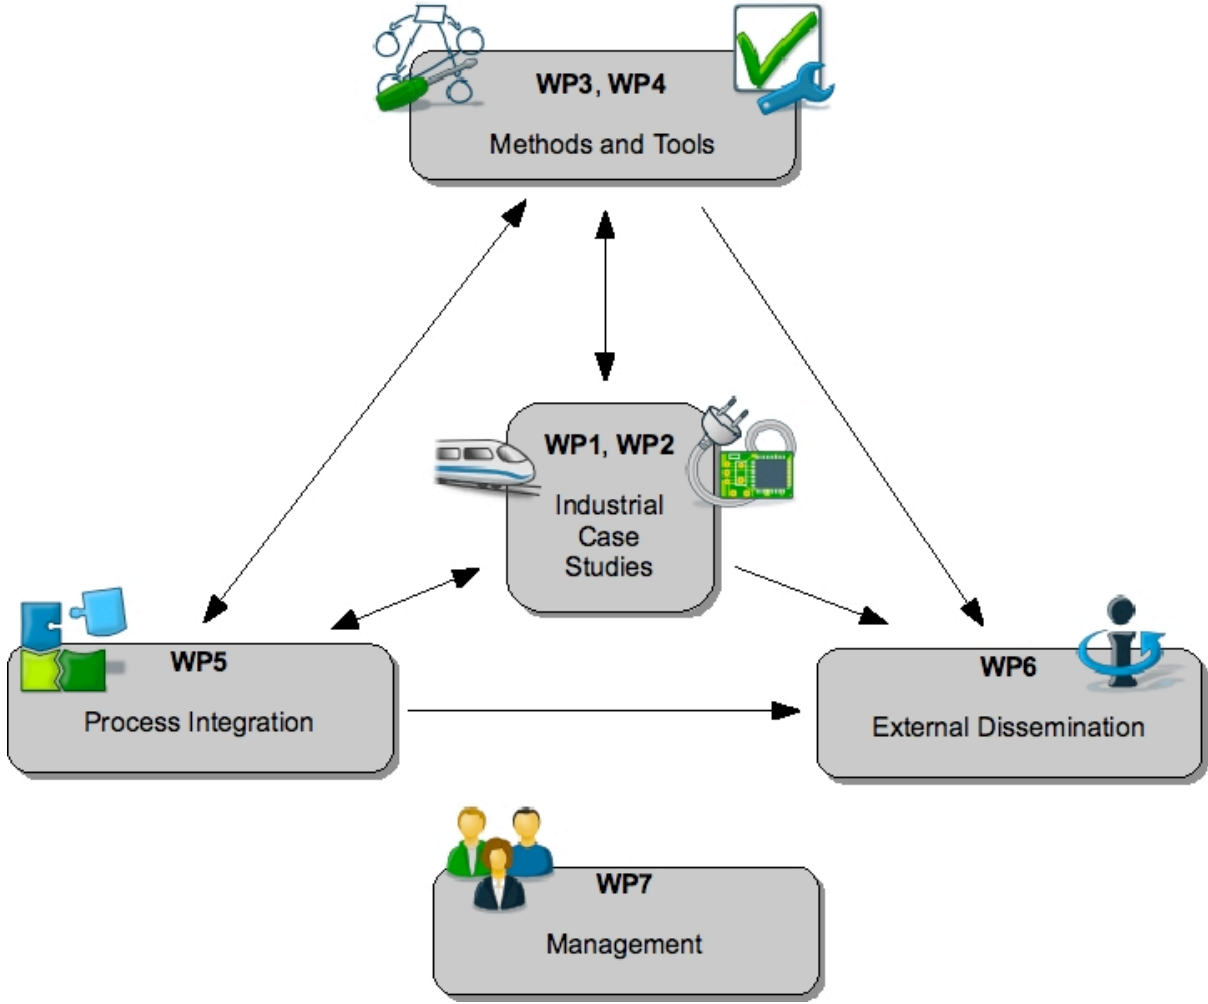 WP3, WP4
Methods and Tools
WP1, WP2
Industrial
Case
Studies
WP5
Process Integration
WP6
External Dissemination
WP7
Management